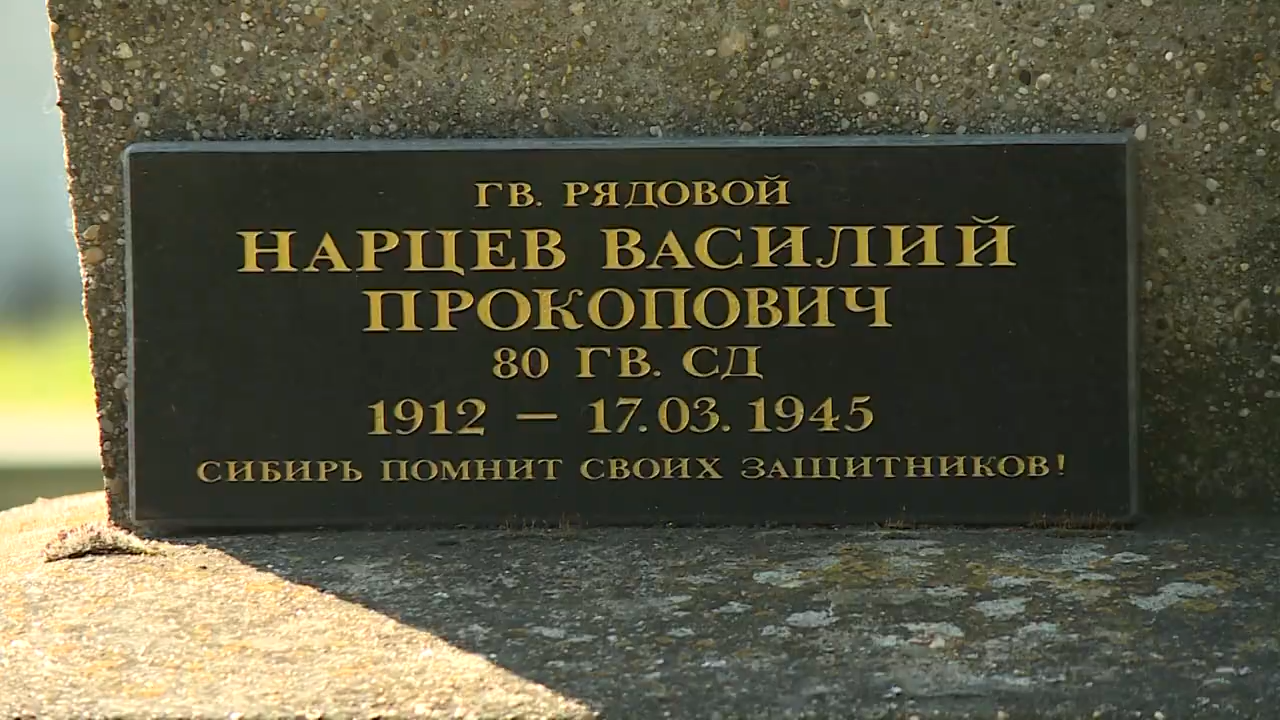 ГВ. РЯДОВОЙ
НАРЦЕВ ВАСИЛИЙ
ПРОКОПОВИЧ
80 ГВ. СД
1912 — 17.03.1945
СИБИРЬ ПОМНИТ СВОИХ ЗАЩИТНИКОВ!